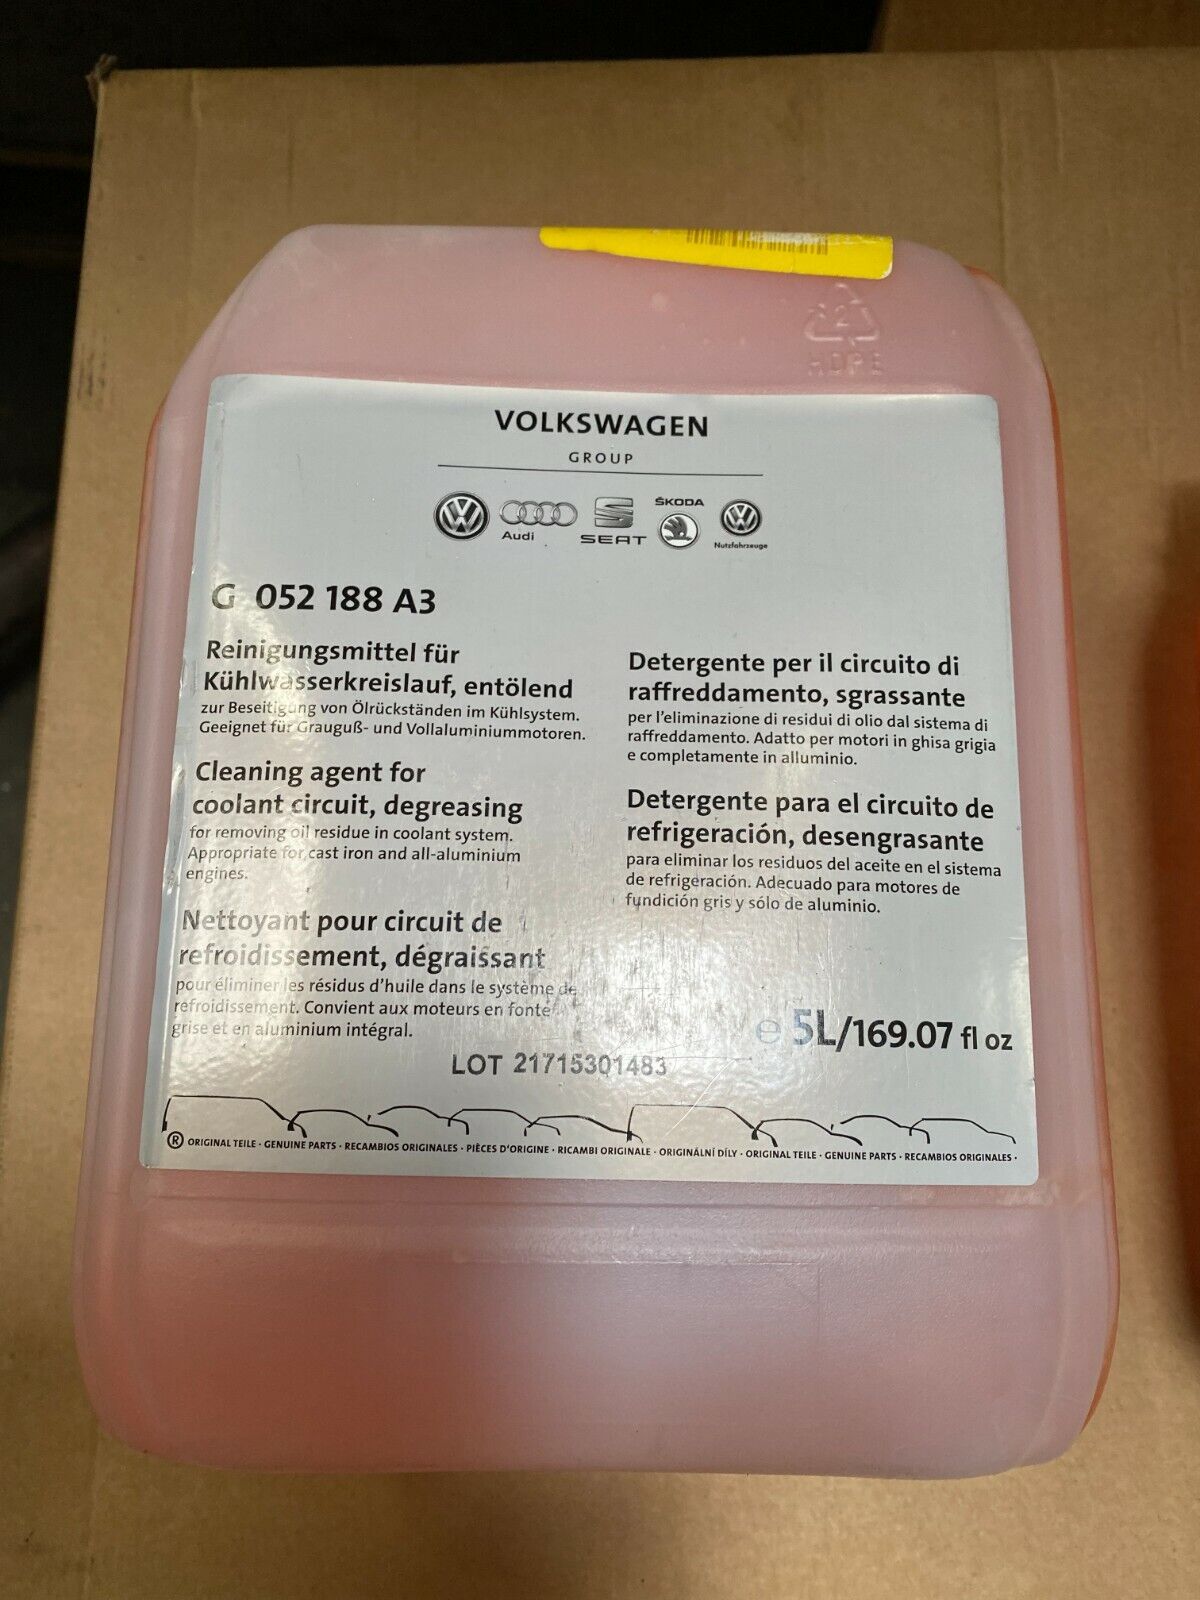 HDPE
VOLKSWAGEN
GROUP
Audi
SEAT
ŠKODA
Nutzfahrzeuge
G 052 188 A3
Reinigungsmittel für
Kühlwasserkreislauf, entölend
zur Beseitigung von Ölrückständen im Kühlsystem.
Geeignet für Grauguß- und Vollaluminiummotoren.
Cleaning agent for
coolant circuit, degreasing
for removing oil residue in coolant system.
Appropriate for cast iron and all-aluminium
engines.
Nettoyant pour circuit de
refroidissement, dégraissant
pour éliminer les résidus d'huile dans le système de
refroidissement. Convient aux moteurs en fonte
grise et en aluminium intégral.
Detergente per il circuito di
raffreddamento, sgrassante
per l'eliminazione di residui di olio dal sistema di
raffreddamento. Adatto per motori in ghisa grigia
e completamente in alluminio.
Detergente para el circuito de
refrigeración, desengrasante
para eliminar los residuos del aceite en el sistema
de refrigeración. Adecuado para motores de
fundición gris y sólo de aluminio.
e 5L/169.07 fl oz
LOT 21715301483
® ORIGINAL TEILE · GENUINE PARTS · RECAMBIOS ORIGINALES · PIÈCES D'ORIGINE · RICAMBI ORIGINALE · ORIGINÁLNÍ DÍLY · ORIGINAL TEILE · GENUINE PARTS · RECAMBIOS ORIGINALES ·